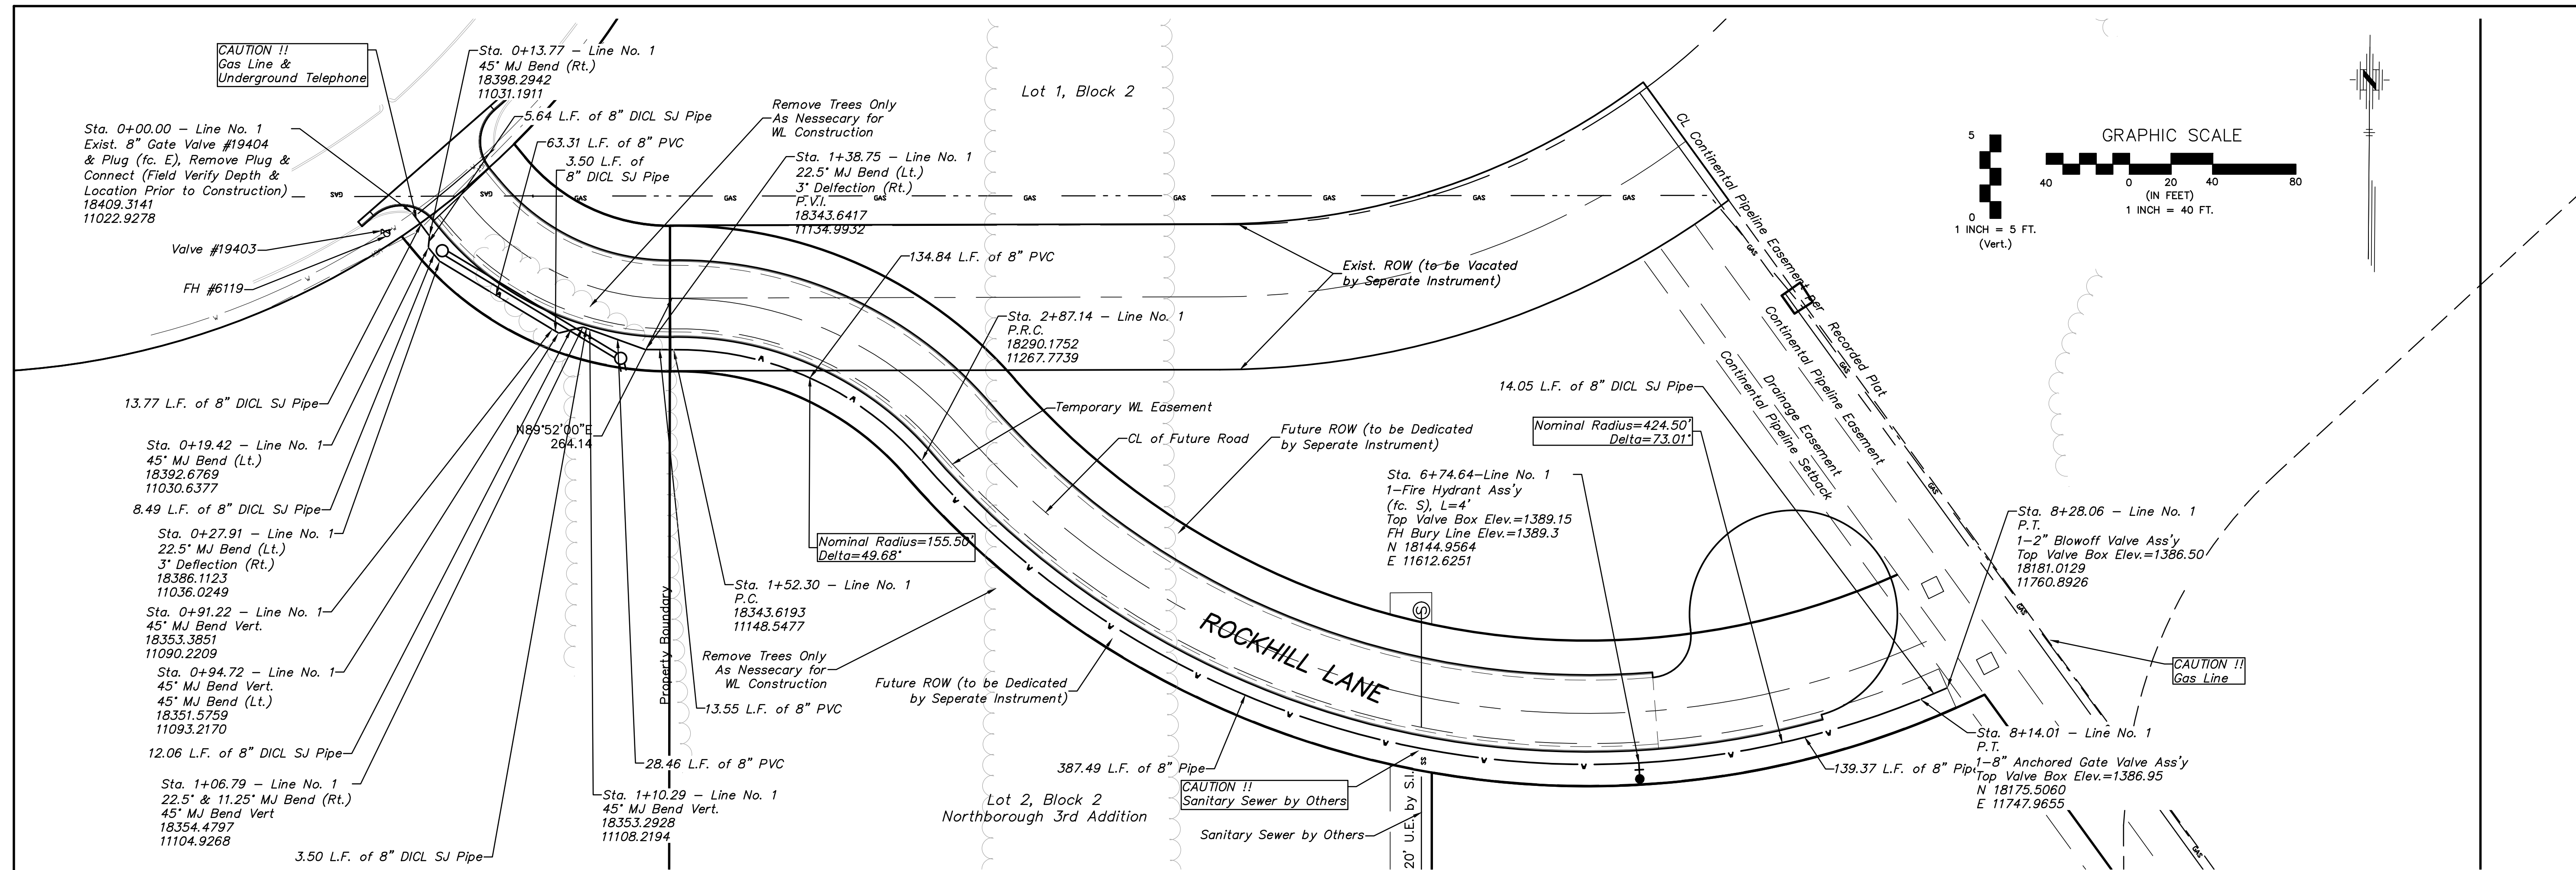 CAUTION !!
Gas Line &
Underground Telephone
Sta. 0+13.77 – Line No. 1
45° MJ Bend (Rt.)
18398.2942
11031.1911
Sta. 0+00.00 – Line No. 1
Exist. 8" Gate Valve #19404
& Plug (fc. E), Remove Plug &
Connect (Field Verify Depth &
Location Prior to Construction)
18409.3141
11022.9278
Valve #19403
FH #6119
5.64 L.F. of 8" DICL SJ Pipe
63.31 L.F. of 8" PVC
3.50 L.F. of
8" DICL SJ Pipe
Remove Trees Only
As Nessecary for
WL Construction
Sta. 1+38.75 – Line No. 1
22.5° MJ Bend (Lt.)
3° Delfection (Rt.)
P.V.I.
18343.6417
11134.9932
GAS
GAS
GAS
GAS
GAS
GAS
GAS
GAS
GAS
GAS
Lot 1, Block 2
134.84 L.F. of 8" PVC
Sta. 2+87.14 – Line No. 1
P.R.C.
18290.1752
11267.7739
Exist. ROW (to be Vacated
by Seperate Instrument)
CL Continental Pipeline Easement per Recorded Plat
Continental Pipeline Easement
Drainage Easement
Continental Pipeline Setback
GAS
GAS
GAS
GAS
GAS
5
0
1 INCH = 5 FT.
(Vert.)
GRAPHIC SCALE
40
0
20
40
80
(IN FEET)
1 INCH = 40 FT.
N
13.77 L.F. of 8" DICL SJ Pipe
Sta. 0+19.42 – Line No. 1
45° MJ Bend (Lt.)
18392.6769
11030.6377
8.49 L.F. of 8" DICL SJ Pipe
Sta. 0+27.91 – Line No. 1
22.5° MJ Bend (Lt.)
3° Deflection (Rt.)
18386.1123
11036.0249
Sta. 0+91.22 – Line No. 1
45° MJ Bend Vert.
18353.3851
11090.2209
Sta. 0+94.72 – Line No. 1
45° MJ Bend Vert.
45° MJ Bend (Lt.)
18351.5759
11093.2170
12.06 L.F. of 8" DICL SJ Pipe
Sta. 1+06.79 – Line No. 1
22.5° & 11.25° MJ Bend (Rt.)
45° MJ Bend Vert
18354.4797
11104.9268
3.50 L.F. of 8" DICL SJ Pipe
N89°52'00"E
264.14
Property Boundary
Sta. 1+52.30 – Line No. 1
P.C.
18343.6193
11148.5477
Remove Trees Only
As Nessecary for
WL Construction
13.55 L.F. of 8" PVC
28.46 L.F. of 8" PVC
Sta. 1+10.29 – Line No. 1
45° MJ Bend Vert.
18353.2928
11108.2194
Nominal Radius=155.50'
Delta=49.68°
Temporary WL Easement
CL of Future Road
Future ROW (to be Dedicated
by Seperate Instrument)
Future ROW (to be Dedicated
by Seperate Instrument)
ROCKHILL LANE
387.49 L.F. of 8" Pipe
CAUTION !!
Sanitary Sewer by Others
Lot 2, Block 2
Northborough 3rd Addition
Sanitary Sewer by Others
20' U.E. by S.I.
S
SS
14.05 L.F. of 8" DICL SJ Pipe
Nominal Radius=424.50'
Delta=73.01°
Sta. 6+74.64–Line No. 1
1–Fire Hydrant Ass'y
(fc. S), L=4'
Top Valve Box Elev.=1389.15
FH Bury Line Elev.=1389.3
N 18144.9564
E 11612.6251
Sta. 8+28.06 – Line No. 1
P.T.
1–2" Blowoff Valve Ass'y
Top Valve Box Elev.=1386.50
18181.0129
11760.8926
CAUTION !!
Gas Line
139.37 L.F. of 8" Pipe
Sta. 8+14.01 – Line No. 1
P.T.
1–8" Anchored Gate Valve Ass'y
Top Valve Box Elev.=1386.95
N 18175.5060
E 11747.9655